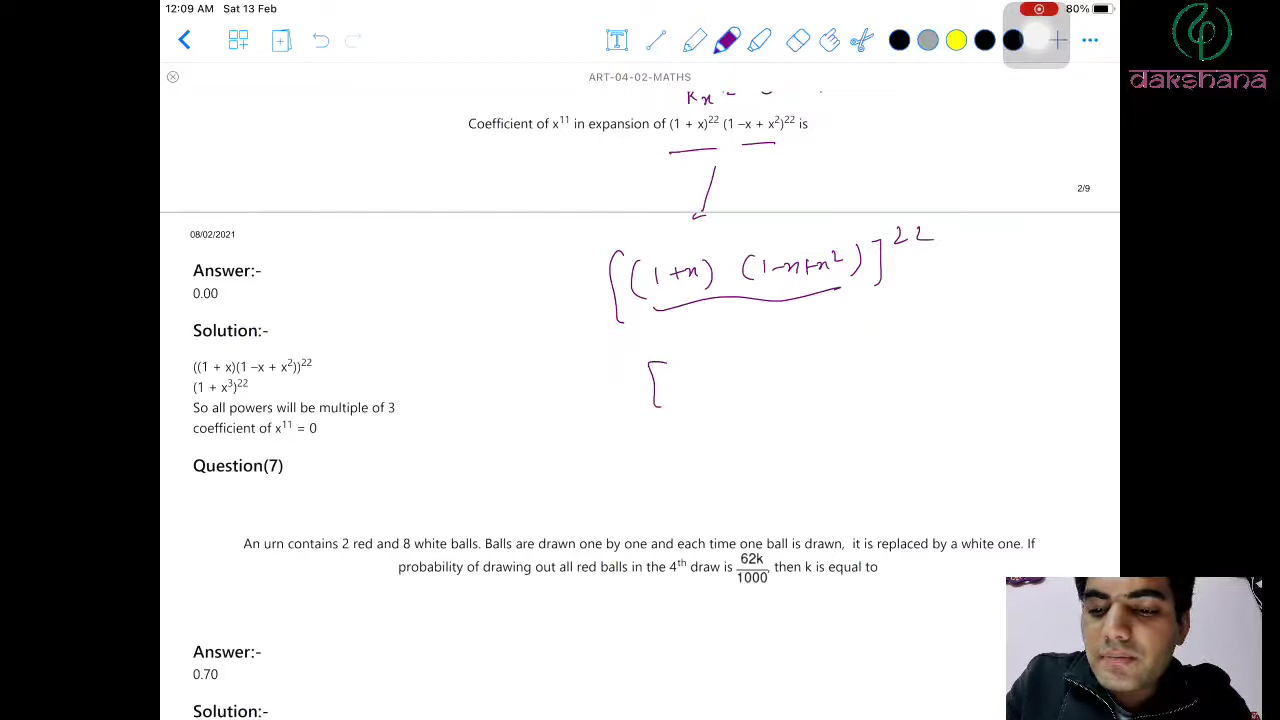 12:09 AM Sat 13 Feb
80%
dakshana
ART-04-02-MATHS
Coefficient of x¹¹ in expansion of (1 + x)²² (1 –x + x²)²² is
2/9
08/02/2021
[(1+x) (1-x+x²)]²²
Answer:-
0.00
Solution:-
((1 + x)(1 –x + x²))²²
(1 + x³)²²
So all powers will be multiple of 3
coefficient of x¹¹ = 0
[
Question(7)
An urn contains 2 red and 8 white balls. Balls are drawn one by one and each time one ball is drawn, it is replaced by a white one. If
probability of drawing out all red balls in the 4ᵗʰ draw is 62k/1000, then k is equal to
Answer:-
0.70
Solution:-